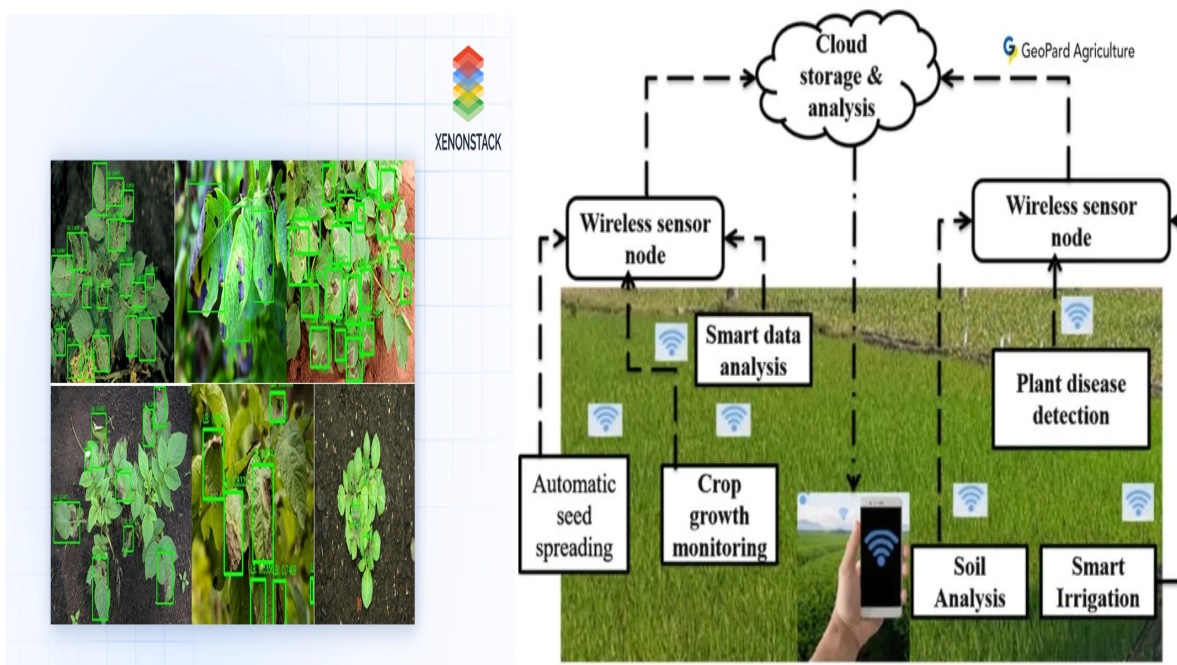 XENONSTACK
Cloud
storage &
analysis
GeoPard Agriculture
Wireless sensor
node
Wireless sensor
node
Smart data
analysis
Plant disease
detection
Automatic
seed
spreading
Crop
growth
monitoring
Soil
Analysis
Smart
Irrigation